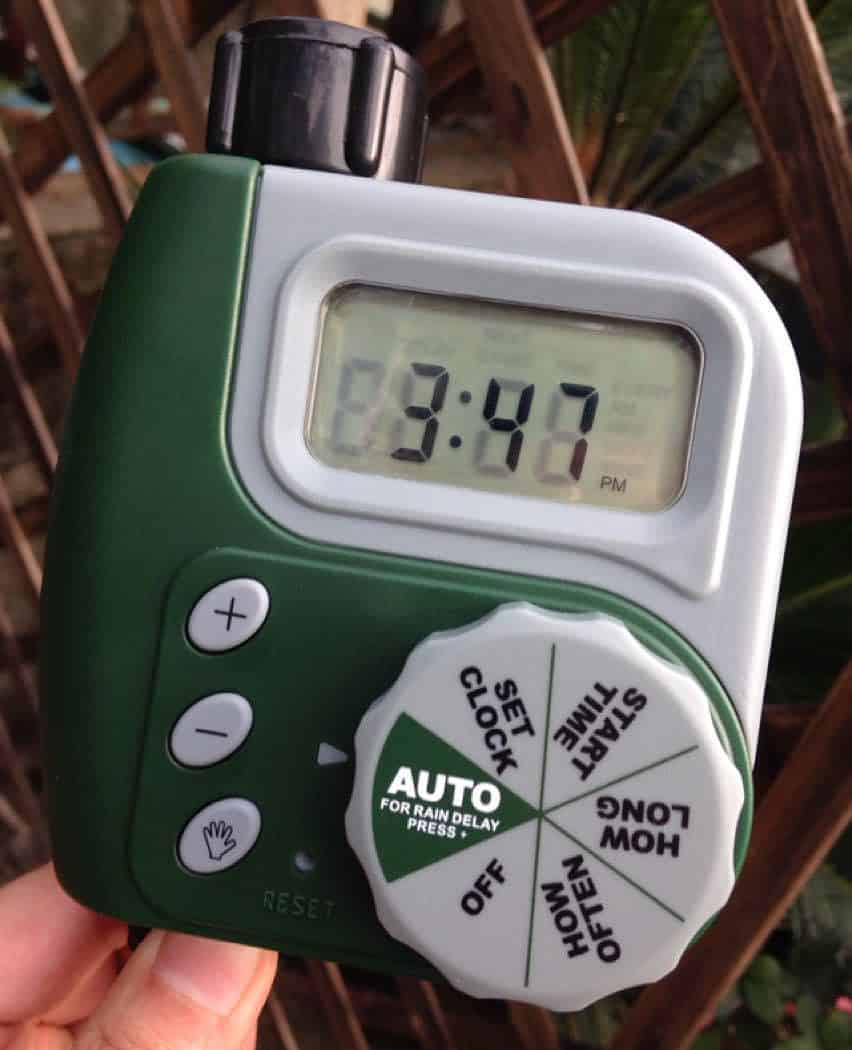 3:47
PM
+
−
SET
CLOCK
START
TIME
AUTO
FOR RAIN DELAY
PRESS +
HOW
LONG
OFF
HOW
OFTEN
RESET